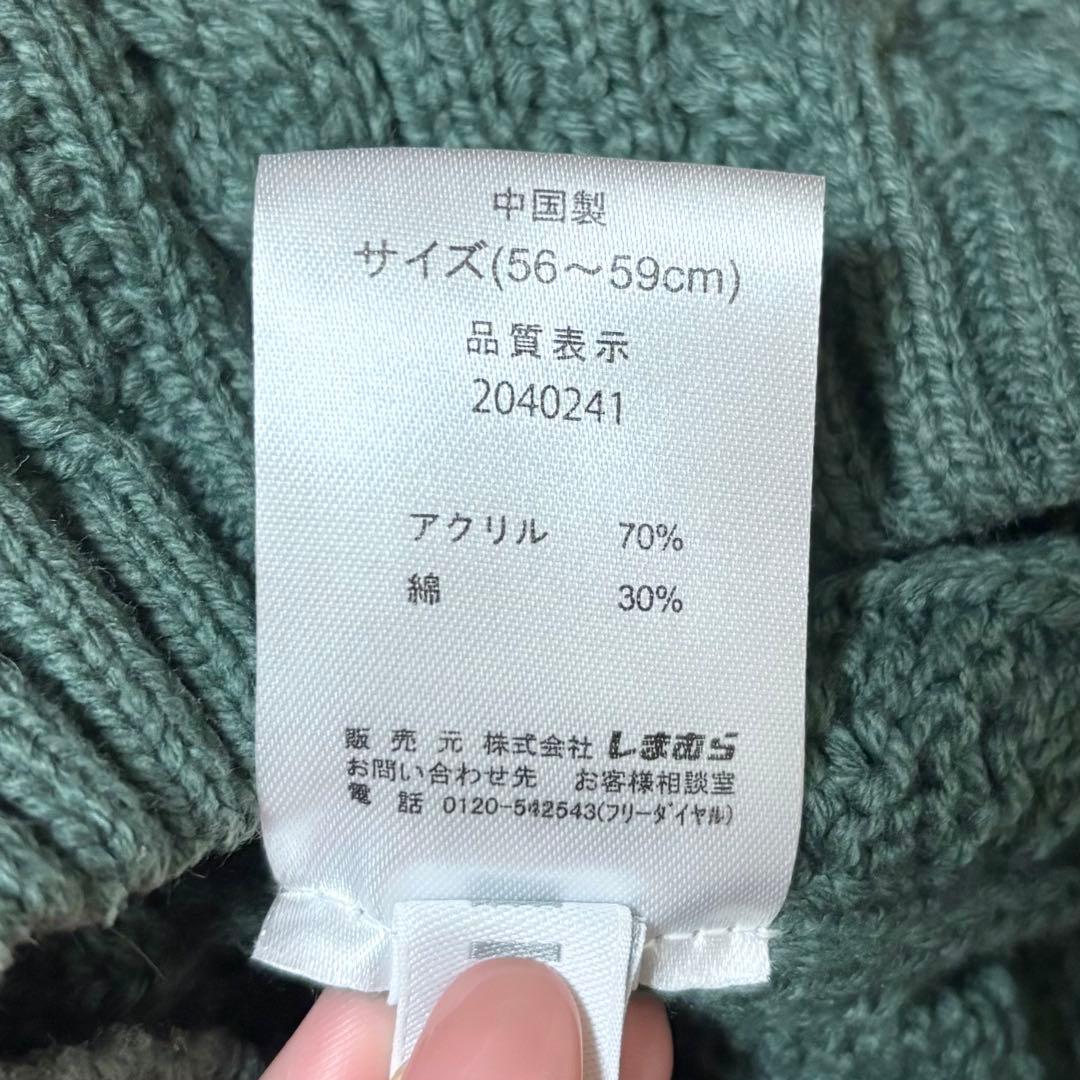 中国製
サイズ(56～59cm)
品質表示
2040241
アクリル 70%
綿 30%
販売元 株式会社 しまむら
お問い合わせ先 お客様相談室
電話 0120-542543(フリーダイヤル)